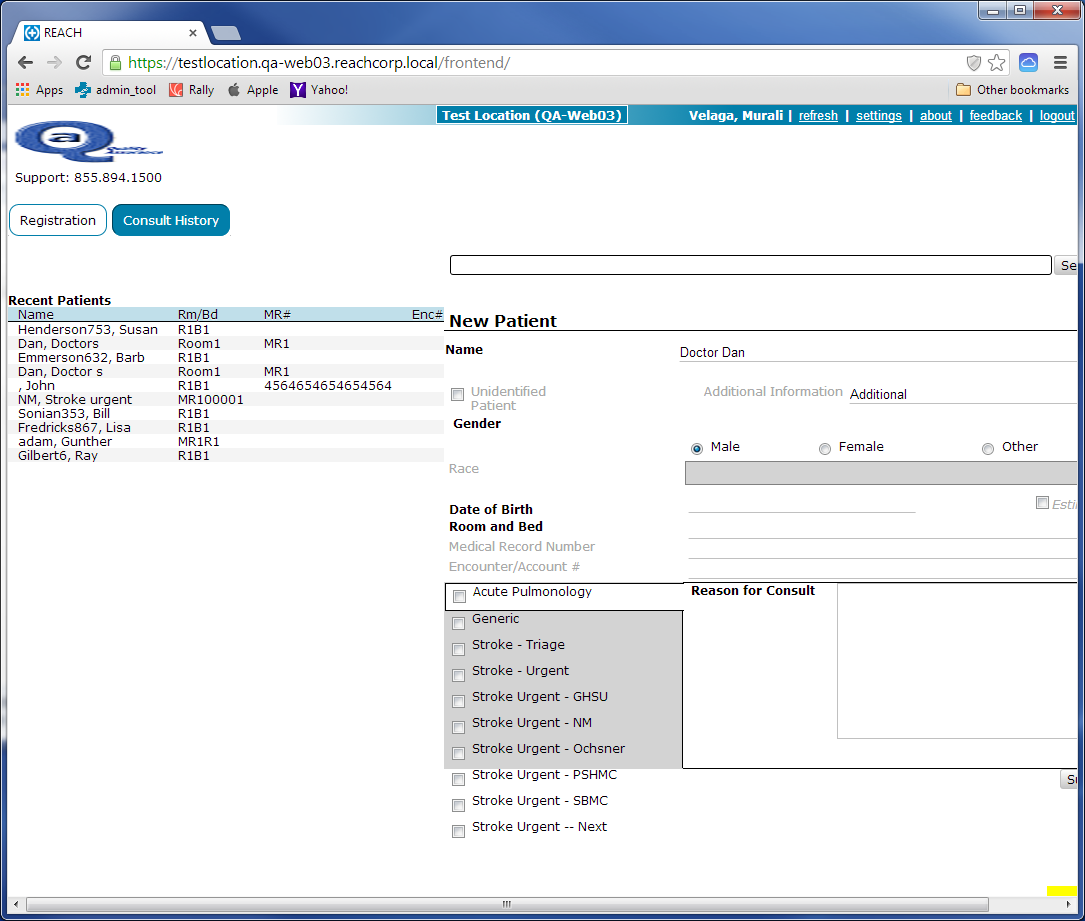 REACH
https://testlocation.qa-web03.reachcorp.local/frontend/
Apps admin_tool Rally Apple Yahoo! Other bookmarks
Test Location (QA-Web03) Velaga, Murali | refresh | settings | about | feedback | logout
Qa Quality Assurance
Support: 855.894.1500
Registration Consult History
Se
Recent Patients
Name Rm/Bd MR# Enc#
Henderson753, Susan R1B1
Dan, Doctors Room1 MR1
Emmerson632, Barb R1B1
Dan, Doctor s Room1 MR1
, John R1B1 4564654654654564
NM, Stroke urgent MR100001
Sonian353, Bill R1B1
Fredricks867, Lisa R1B1
adam, Gunther MR1R1
Gilbert6, Ray R1B1
New Patient
Name Doctor Dan
Unidentified
Patient
Additional Information Additional
Gender
Male Female Other
Race
Date of Birth Esti
Room and Bed
Medical Record Number
Encounter/Account #
Acute Pulmonology
Generic
Stroke - Triage
Stroke - Urgent
Stroke Urgent - GHSU
Stroke Urgent - NM
Stroke Urgent - Ochsner
Stroke Urgent - PSHMC
Stroke Urgent - SBMC
Stroke Urgent -- Next
Reason for Consult
Su